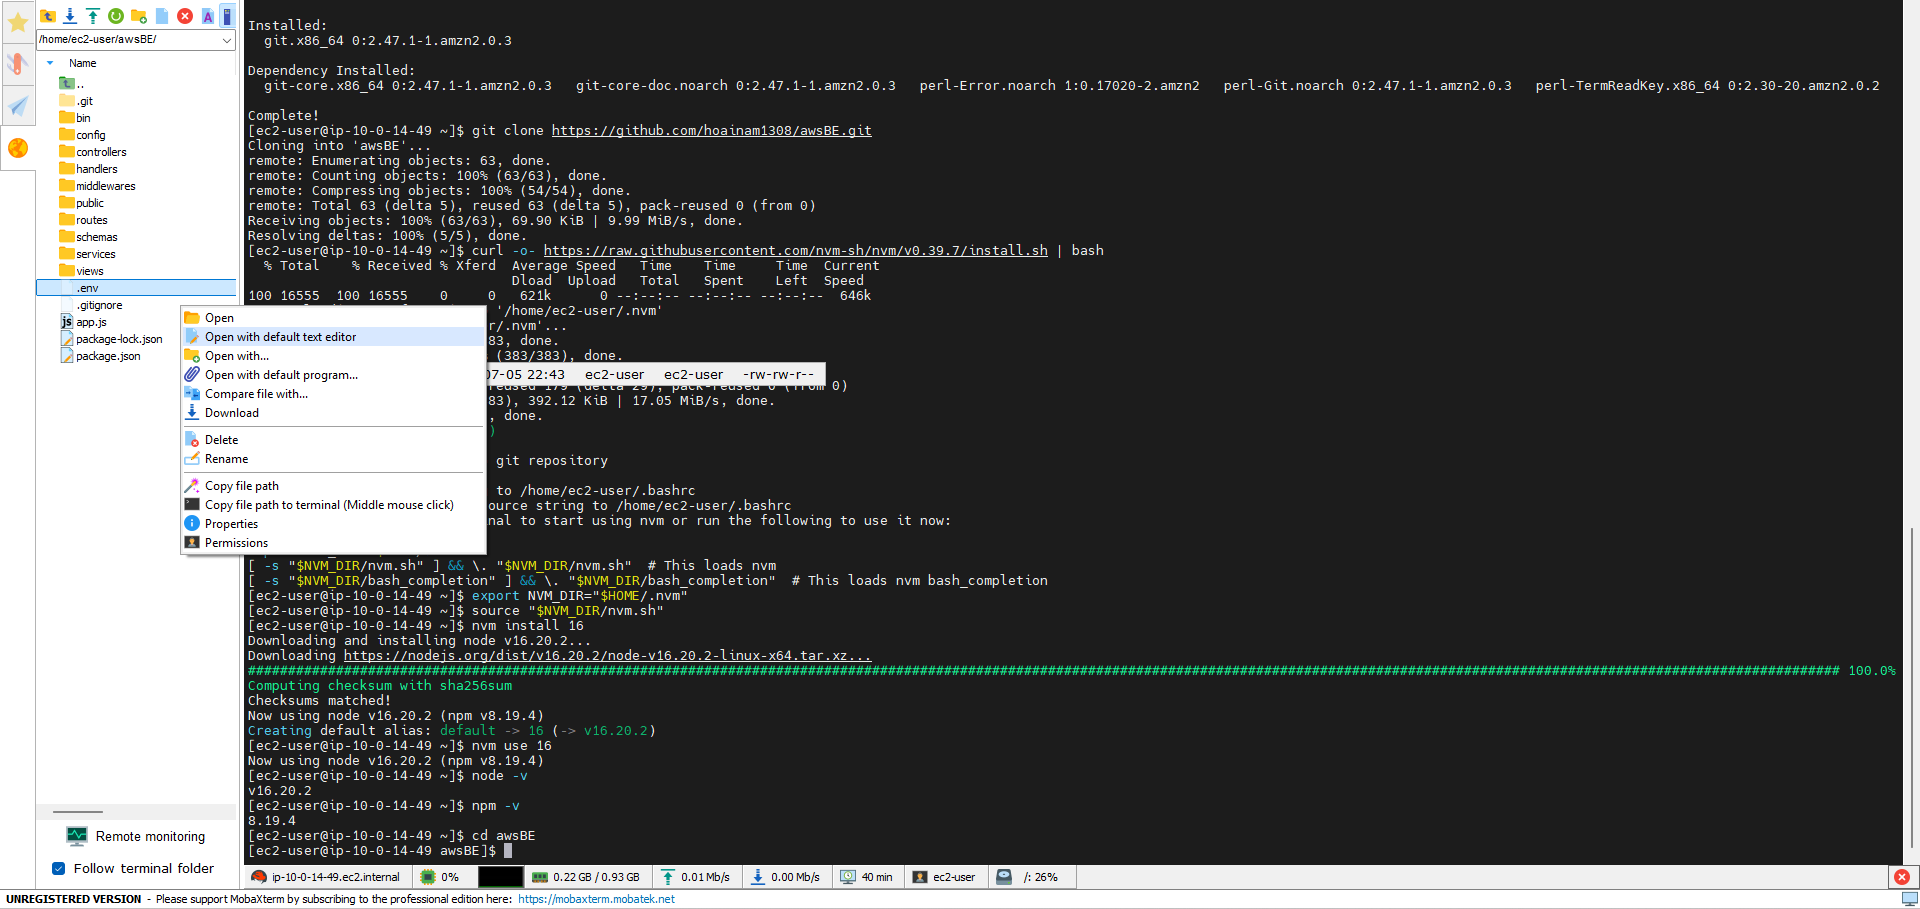 /home/ec2-user/awsBE/
Name
..
.git
bin
config
controllers
handlers
middlewares
public
routes
schemas
services
views
.env
.gitignore
app.js
package-lock.json
package.json
Open
Open with default text editor
Open with...
Open with default program...
Compare file with...
Download
Delete
Rename
Copy file path
Copy file path to terminal (Middle mouse click)
Properties
Permissions
Remote monitoring
Follow terminal folder
Installed:
git.x86_64 0:2.47.1-1.amzn2.0.3
Dependency Installed:
git-core.x86_64 0:2.47.1-1.amzn2.0.3 git-core-doc.noarch 0:2.47.1-1.amzn2.0.3 perl-Error.noarch 1:0.17020-2.amzn2 perl-Git.noarch 0:2.47.1-1.amzn2.0.3 perl-TermReadKey.x86_64 0:2.30-20.amzn2.0.2
Complete!
[ec2-user@ip-10-0-14-49 ~]$ git clone https://github.com/hoainam1308/awsBE.git
Cloning into 'awsBE'...
remote: Enumerating objects: 63, done.
remote: Counting objects: 100% (63/63), done.
remote: Compressing objects: 100% (54/54), done.
remote: Total 63 (delta 5), reused 63 (delta 5), pack-reused 0 (from 0)
Receiving objects: 100% (63/63), 69.90 KiB | 9.99 MiB/s, done.
Resolving deltas: 100% (5/5), done.
[ec2-user@ip-10-0-14-49 ~]$ curl -o- https://raw.githubusercontent.com/nvm-sh/nvm/v0.39.7/install.sh | bash
% Total % Received % Xferd Average Speed Time Time Time Current
Dload Upload Total Spent Left Speed
100 16555 100 16555 0 0 621k 0 --:--:-- --:--:-- --:--:-- 646k
'/home/ec2-user/.nvm'
r/.nvm'...
83, done.
(383/383), done.
07-05 22:43 ec2-user ec2-user -rw-rw-r--
reused 179 (delta 29), pack-reused 0 (from 0)
83), 392.12 KiB | 17.05 MiB/s, done.
, done.
)
git repository
to /home/ec2-user/.bashrc
ource string to /home/ec2-user/.bashrc
nal to start using nvm or run the following to use it now:
[ -s "$NVM_DIR/nvm.sh" ] && \. "$NVM_DIR/nvm.sh" # This loads nvm
[ -s "$NVM_DIR/bash_completion" ] && \. "$NVM_DIR/bash_completion" # This loads nvm bash_completion
[ec2-user@ip-10-0-14-49 ~]$ export NVM_DIR="$HOME/.nvm"
[ec2-user@ip-10-0-14-49 ~]$ source "$NVM_DIR/nvm.sh"
[ec2-user@ip-10-0-14-49 ~]$ nvm install 16
Downloading and installing node v16.20.2...
Downloading https://nodejs.org/dist/v16.20.2/node-v16.20.2-linux-x64.tar.xz...
100.0%
Computing checksum with sha256sum
Checksums matched!
Now using node v16.20.2 (npm v8.19.4)
Creating default alias: default -> 16 (-> v16.20.2)
[ec2-user@ip-10-0-14-49 ~]$ nvm use 16
Now using node v16.20.2 (npm v8.19.4)
[ec2-user@ip-10-0-14-49 ~]$ node -v
v16.20.2
[ec2-user@ip-10-0-14-49 ~]$ npm -v
8.19.4
[ec2-user@ip-10-0-14-49 ~]$ cd awsBE
[ec2-user@ip-10-0-14-49 awsBE]$
ip-10-0-14-49.ec2.internal 0% 0.22 GB / 0.93 GB 0.01 Mb/s 0.00 Mb/s 40 min ec2-user /: 26%
UNREGISTERED VERSION - Please support MobaXterm by subscribing to the professional edition here: https://mobaxterm.mobatek.net